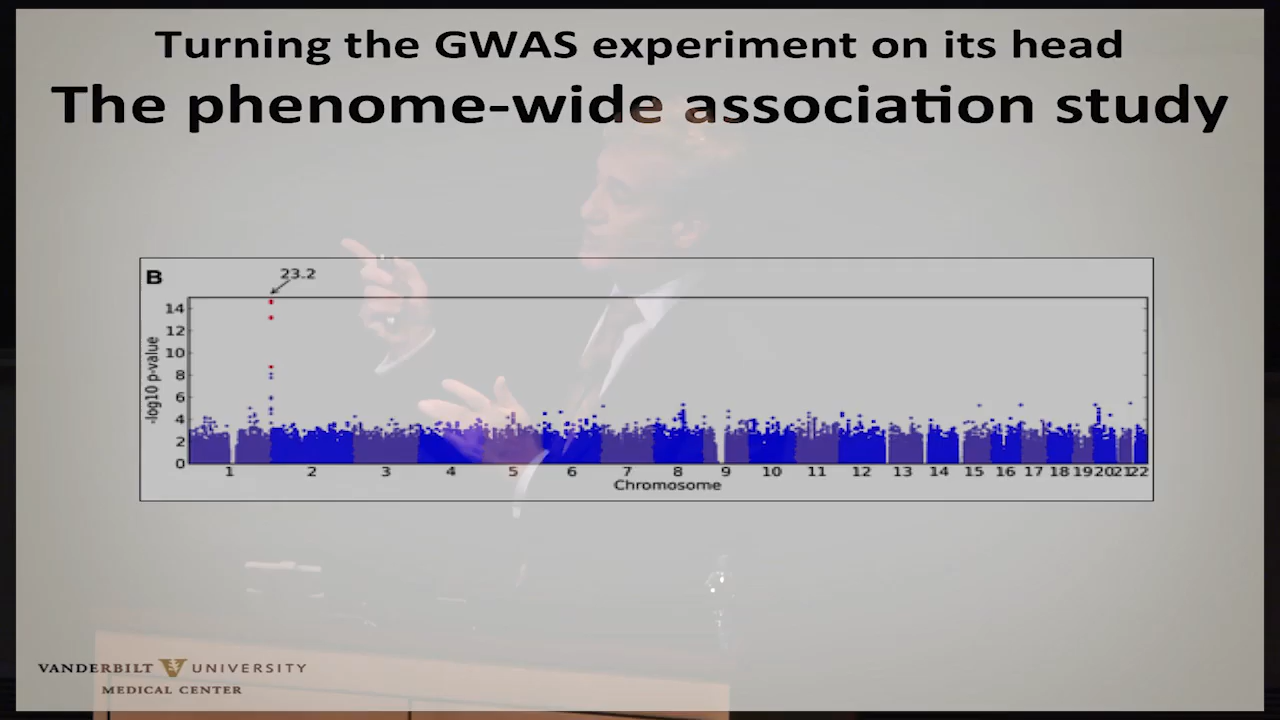 Turning the GWAS experiment on its head
The phenome-wide association study
B
23.2
14
12
10
8
6
4
2
0
-log10 p-value
1 2 3 4 5 6 7 8 9 10 11 12 13 14 15 16 17 18 19 20 21 22
Chromosome
VANDERBILT V UNIVERSITY
MEDICAL CENTER